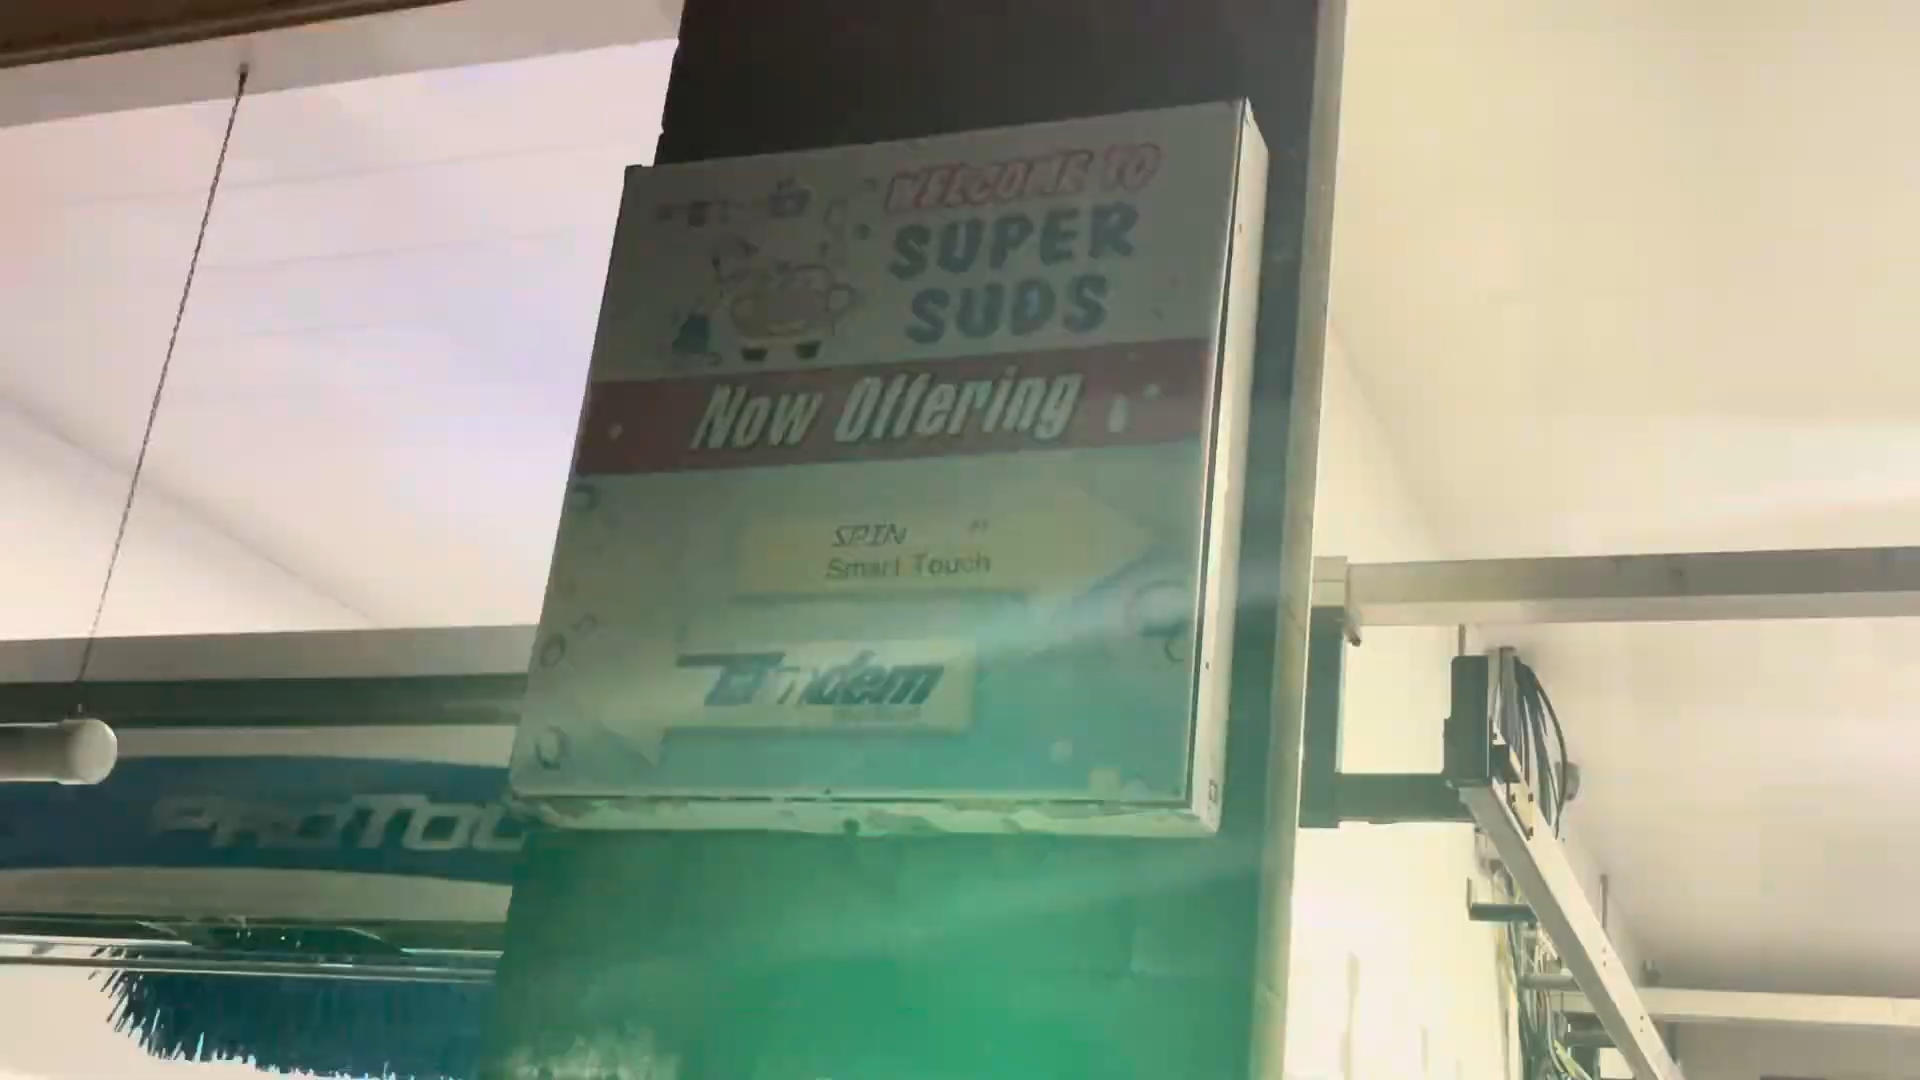 WELCOME TO
SUPER
SUDS
Now Offering
SPIN
Smart Touch
Tandem
PROTOU